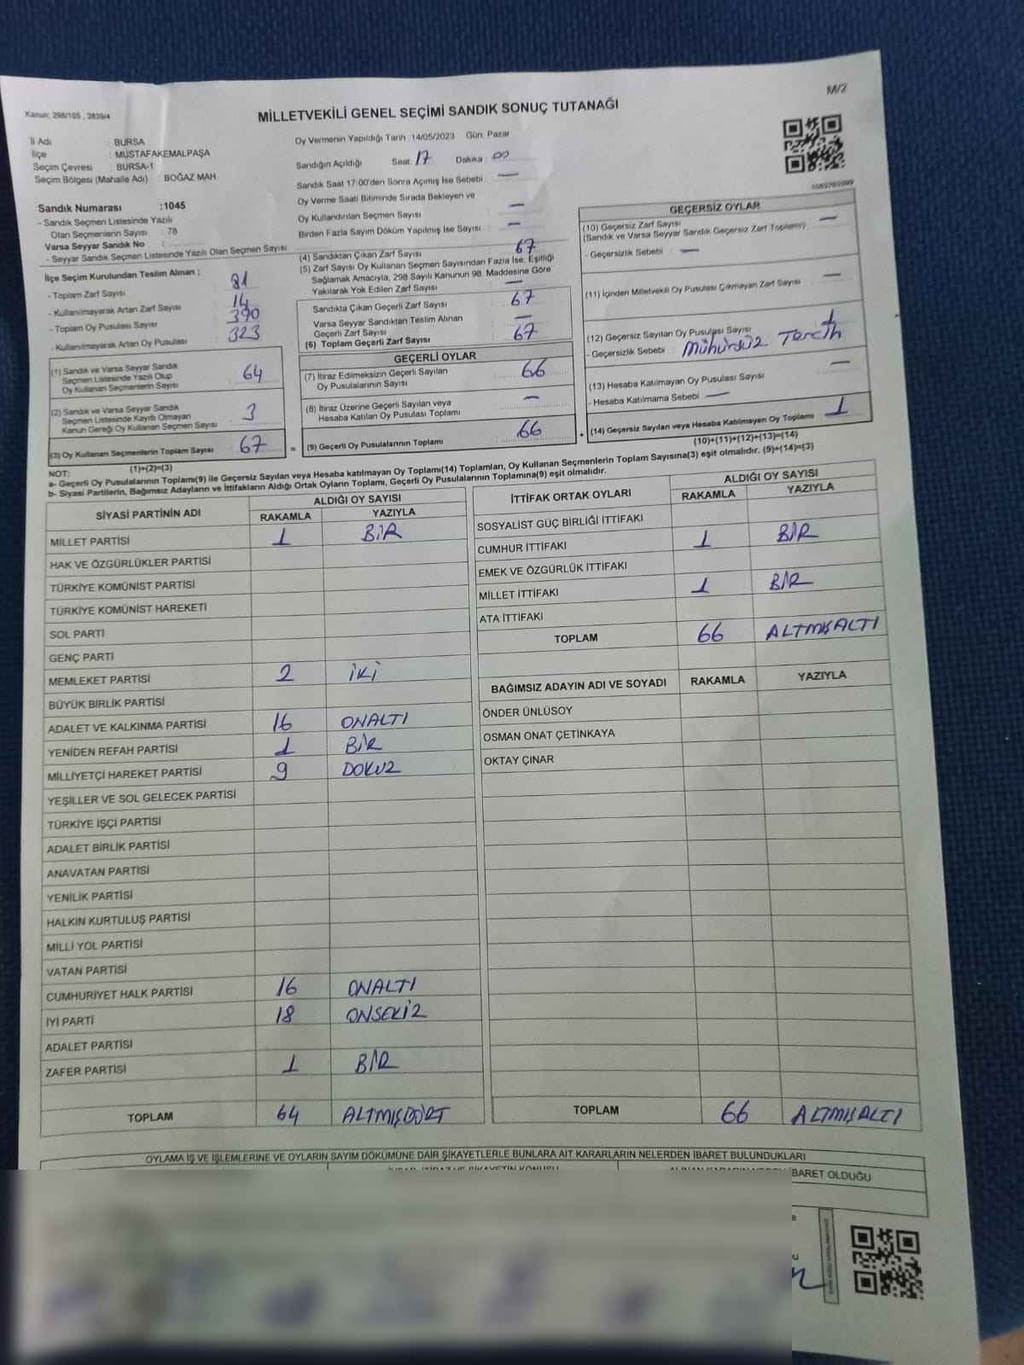 M/2
Kanun: 298/105 , 2839/4
MİLLETVEKİLİ GENEL SEÇİMİ SANDIK SONUÇ TUTANAĞI
İl Adı BURSA
İlçe MUSTAFAKEMALPAŞA
Seçim Çevresi BURSA-1
Seçim Bölgesi (Mahalle Adı) BOĞAZ MAH.
Sandık Numarası :1045
- Sandık Seçmen Listesinde Yazılı
Olan Seçmenlerin Sayısı : 78
Varsa Seyyar Sandık No :
- Seyyar Sandık Seçmen Listesinde Yazılı Olan Seçmen Sayısı :
İlçe Seçim Kurulundan Teslim Alınan ;
- Toplam Zarf Sayısı 81
- Kullanılmayarak Artan Zarf Sayısı 14
- Toplam Oy Pusulası Sayısı 390
- Kullanılmayarak Artan Oy Pusulası 323
(1) Sandık ve Varsa Seyyar Sandık
Seçmen Listesinde Yazılı Olup
Oy Kullanan Seçmenlerin Sayısı 64
(2) Sandık ve Varsa Seyyar Sandık
Seçmen Listesinde Kayıtlı Olmayan
Kanun Gereği Oy Kullanan Seçmen Sayısı 3
(3) Oy Kullanan Seçmenlerin Toplam Sayısı 67
(1)+(2)=(3)
Oy Vermenin Yapıldığı Tarih 14/05/2023 Gün: Pazar
Sandığın Açıldığı Saat 17 Dakika 00
Sandık Saat 17:00'den Sonra Açılmış İse Sebebi —
Oy Verme Saati Bitiminde Sırada Bekleyen ve
Oy Kullandırılan Seçmen Sayısı —
Birden Fazla Sayım Döküm Yapılmış İse Sayısı —
(4) Sandıktan Çıkan Zarf Sayısı 67
(5) Zarf Sayısı Oy Kullanan Seçmen Sayısından Fazla İse, Eşitliği
Sağlamak Amacıyla, 298 Sayılı Kanunun 98. Maddesine Göre
Yakılarak Yok Edilen Zarf Sayısı —
Sandıkta Çıkan Geçerli Zarf Sayısı 67
Varsa Seyyar Sandıktan Teslim Alınan
Geçerli Zarf Sayısı —
(6) Toplam Geçerli Zarf Sayısı 67
GEÇERLİ OYLAR
(7) İtiraz Edilmeksizin Geçerli Sayılan
Oy Pusulalarının Sayısı 66
(8) İtiraz Üzerine Geçerli Sayılan veya
Hesaba Katılan Oy Pusulası Toplamı —
= (9) Geçerli Oy Pusulalarının Toplamı 66
GEÇERSİZ OYLAR
(10) Geçersiz Zarf Sayısı —
(Sandık ve Varsa Seyyar Sandık Geçersiz Zarf Toplamı)
- Geçersizlik Sebebi —
(11) İçinden Milletvekili Oy Pusulası Çıkmayan Zarf Sayısı —
(12) Geçersiz Sayılan Oy Pusulası Sayısı 1
- Geçersizlik Sebebi Mühürsüz Tercih
(13) Hesaba Katılmayan Oy Pusulası Sayısı —
- Hesaba Katılmama Sebebi —
+ (14) Geçersiz Sayılan veya Hesaba Katılmayan Oy Toplamı 1
(10)+(11)+(12)+(13)=(14)
NOT:
a- Geçerli Oy Pusulalarının Toplamı(9) ile Geçersiz Sayılan veya Hesaba katılmayan Oy Toplamı(14) Toplamları, Oy Kullanan Seçmenlerin Toplam Sayısına(3) eşit olmalıdır. (9)+(14)=(3)
b- Siyasi Partilerin, Bağımsız Adayların ve İttifakların Aldığı Ortak Oyların Toplamı, Geçerli Oy Pusulalarının Toplamına(9) eşit olmalıdır.
SİYASİ PARTİNİN ADI ALDIĞI OY SAYISI
RAKAMLA YAZIYLA
MİLLET PARTİSİ 1 BİR
HAK VE ÖZGÜRLÜKLER PARTİSİ
TÜRKİYE KOMÜNİST PARTİSİ
TÜRKİYE KOMÜNİST HAREKETİ
SOL PARTİ
GENÇ PARTİ
MEMLEKET PARTİSİ 2 İKİ
BÜYÜK BİRLİK PARTİSİ
ADALET VE KALKINMA PARTİSİ 16 ONALTI
YENİDEN REFAH PARTİSİ 1 BİR
MİLLİYETÇİ HAREKET PARTİSİ 9 DOKUZ
YEŞİLLER VE SOL GELECEK PARTİSİ
TÜRKİYE İŞÇİ PARTİSİ
ADALET BİRLİK PARTİSİ
ANAVATAN PARTİSİ
YENİLİK PARTİSİ
HALKIN KURTULUŞ PARTİSİ
MİLLİ YOL PARTİSİ
VATAN PARTİSİ
CUMHURİYET HALK PARTİSİ 16 ONALTI
İYİ PARTİ 18 ONSEKİZ
ADALET PARTİSİ
ZAFER PARTİSİ 1 BİR
TOPLAM 64 ALTMIŞDÖRT
İTTİFAK ORTAK OYLARI ALDIĞI OY SAYISI
RAKAMLA YAZIYLA
SOSYALİST GÜÇ BİRLİĞİ İTTİFAKI
CUMHUR İTTİFAKI 1 BİR
EMEK VE ÖZGÜRLÜK İTTİFAKI
MİLLET İTTİFAKI 1 BİR
ATA İTTİFAKI
TOPLAM 66 ALTMIŞALTI
BAĞIMSIZ ADAYIN ADI VE SOYADI RAKAMLA YAZIYLA
ÖNDER ÜNLÜSOY
OSMAN ONAT ÇETİNKAYA
OKTAY ÇINAR
TOPLAM 66 ALTMIŞALTI
OYLAMA İŞ VE İŞLEMLERİNE VE OYLARIN SAYIM DÖKÜMÜNE DAİR ŞİKAYETLERLE BUNLARA AİT KARARLARIN NELERDEN İBARET BULUNDUKLARI
İBARET OLDUĞU